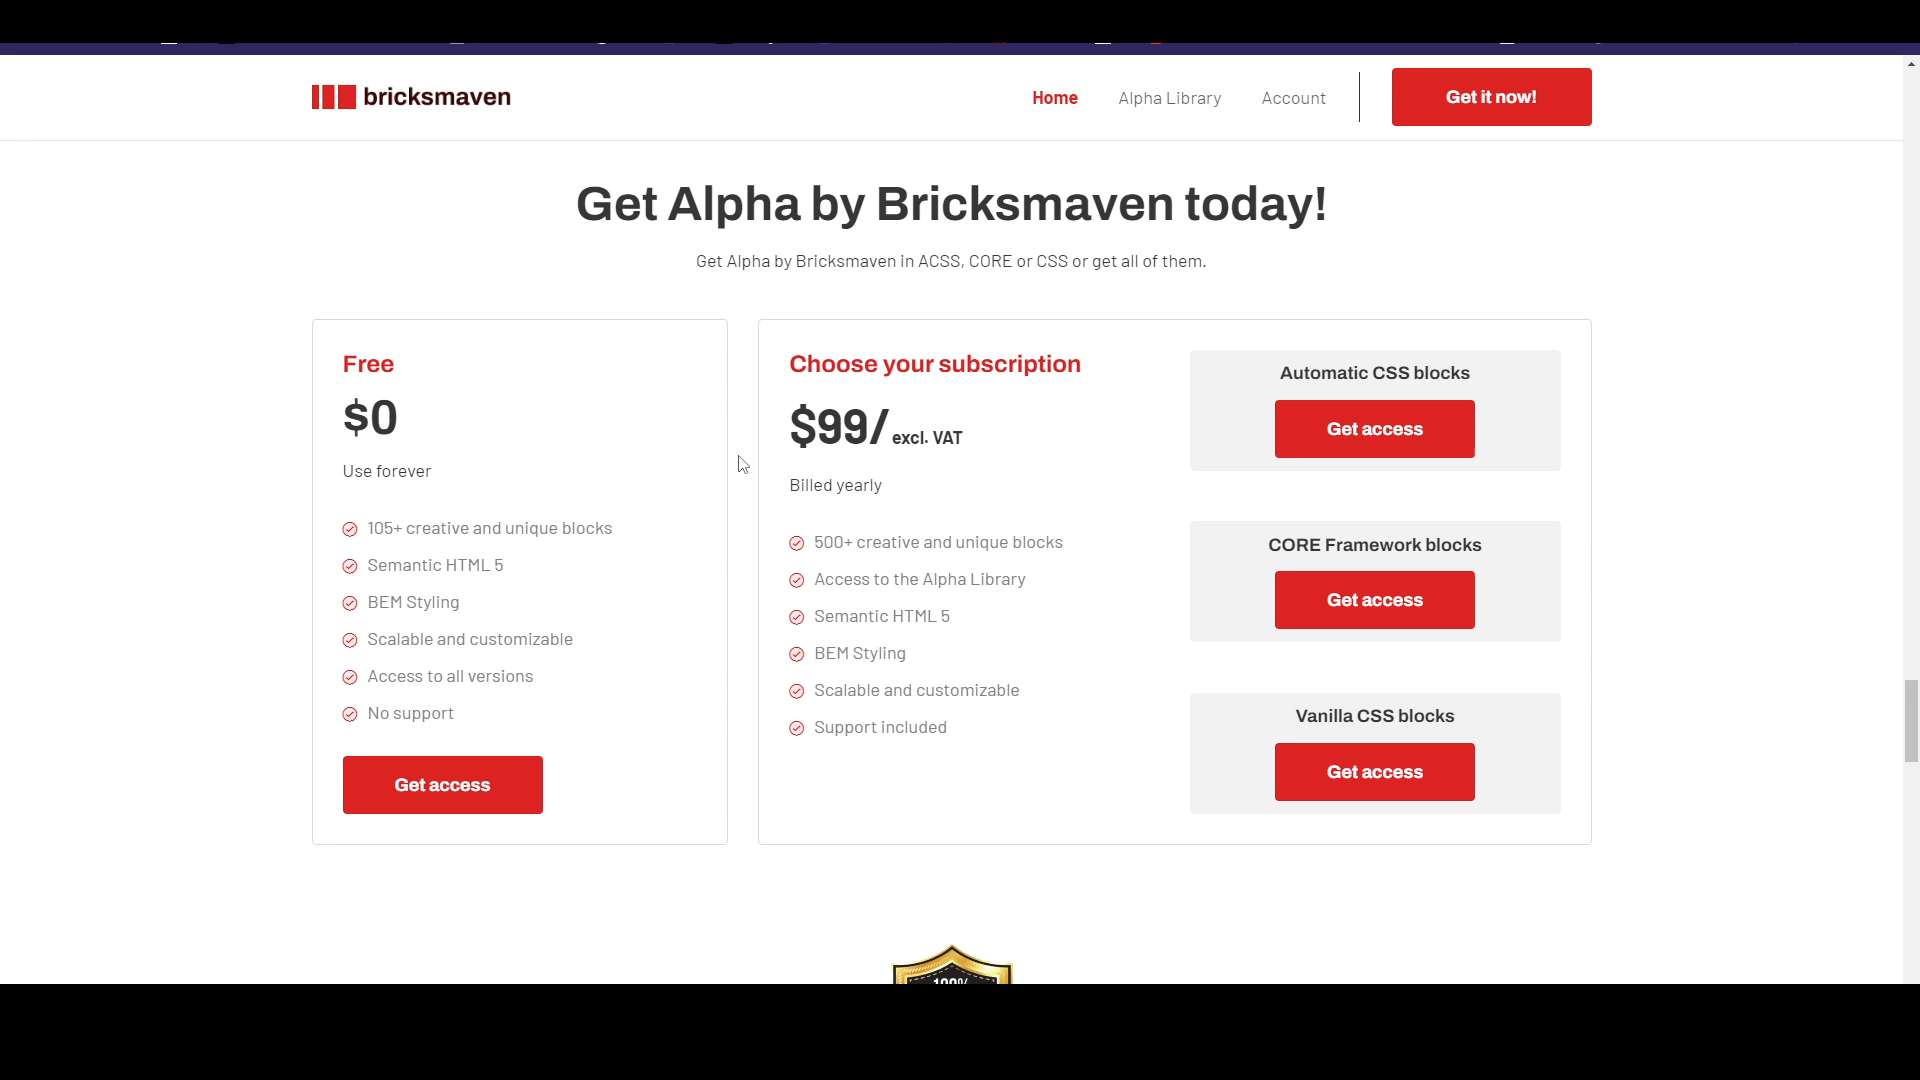 bricksmaven
Home
Alpha Library
Account
Get it now!
Get Alpha by Bricksmaven today!
Get Alpha by Bricksmaven in ACSS, CORE or CSS or get all of them.
Free
$0
Use forever
105+ creative and unique blocks
Semantic HTML 5
BEM Styling
Scalable and customizable
Access to all versions
No support
Get access
Choose your subscription
$99/ excl. VAT
Billed yearly
500+ creative and unique blocks
Access to the Alpha Library
Semantic HTML 5
BEM Styling
Scalable and customizable
Support included
Automatic CSS blocks
Get access
CORE Framework blocks
Get access
Vanilla CSS blocks
Get access
100%